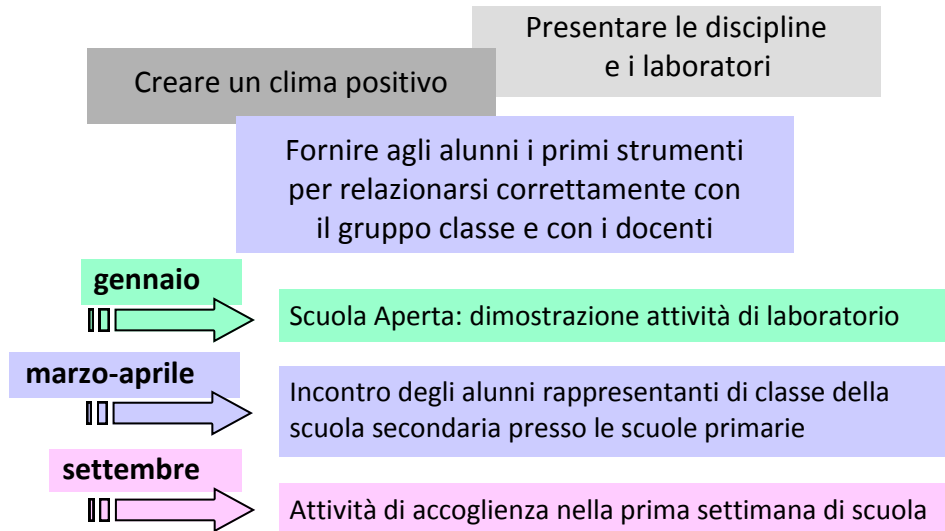 Presentare le discipline
e i laboratori
Creare un clima positivo
Fornire agli alunni i primi strumenti
per relazionarsi correttamente con
il gruppo classe e con i docenti
gennaio
Scuola Aperta: dimostrazione attività di laboratorio
marzo-aprile
Incontro degli alunni rappresentanti di classe della
scuola secondaria presso le scuole primarie
settembre
Attività di accoglienza nella prima settimana di scuola